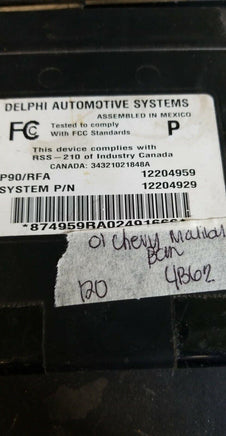 DELPHI AUTOMOTIVE SYSTEMS
ASSEMBLED IN MEXICO
FC Tested to comply
With FCC Standards P
This device complies with
RSS-210 of Industry Canada
CANADA: 34321021848A
P90/RFA 12204959
SYSTEM P/N 12204929
01 Chevy Malibu
BCM
120 4B62